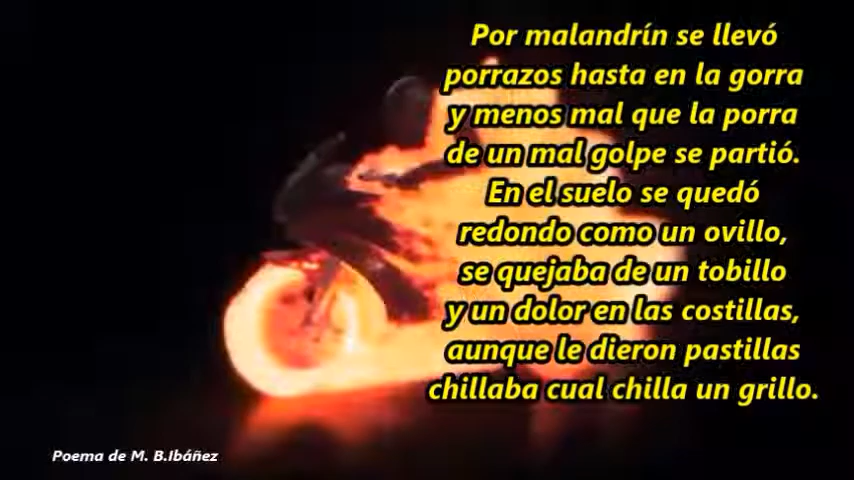 Por malandrín se llevó
porrazos hasta en la gorra
y menos mal que la porra
de un mal golpe se partió.
En el suelo se quedó
redondo como un ovillo,
se quejaba de un tobillo
y un dolor en las costillas,
aunque le dieron pastillas
chillaba cual chilla un grillo.
Poema de M. B.Ibáñez